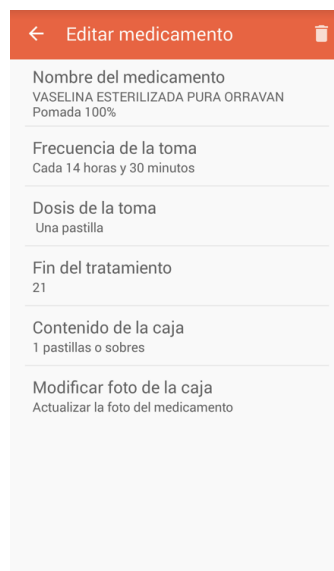 Editar medicamento
Nombre del medicamento
VASELINA ESTERILIZADA PURA ORRAVAN
Pomada 100%
Frecuencia de la toma
Cada 14 horas y 30 minutos
Dosis de la toma
Una pastilla
Fin del tratamiento
21
Contenido de la caja
1 pastillas o sobres
Modificar foto de la caja
Actualizar la foto del medicamento